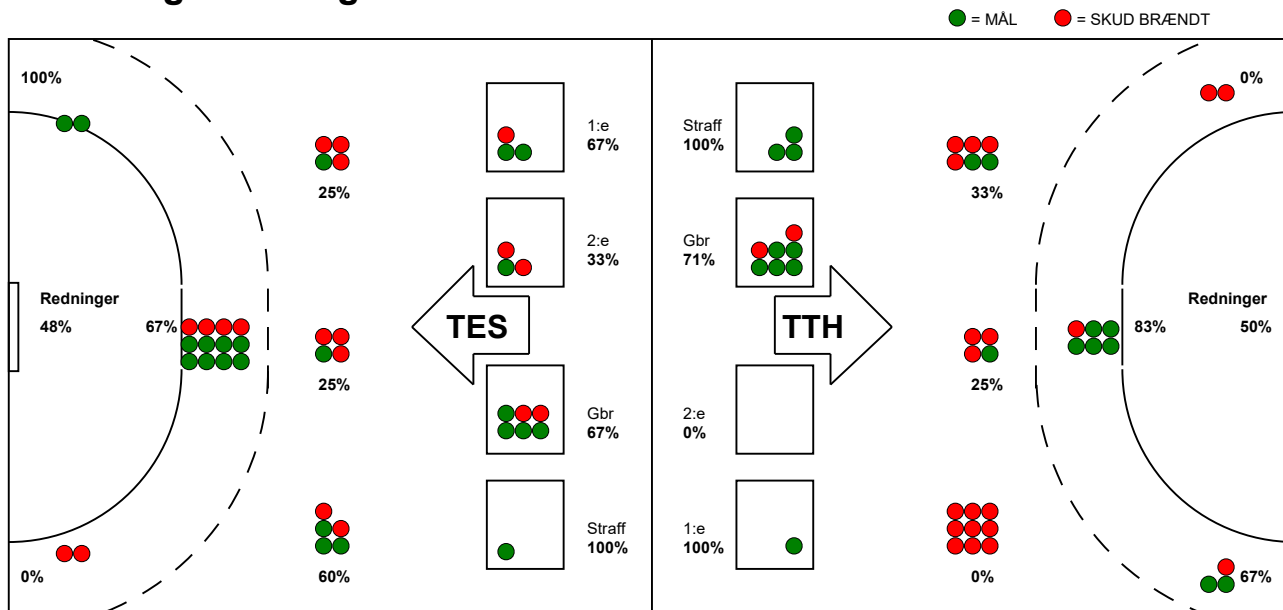 = MÅL = SKUD BRÆNDT
100%
0%
1:e
67%
Straff
100%
25%
33%
2:e
33%
Gbr
71%
Redninger
48%
67%
TES
TTH
83%
Redninger
50%
25%
25%
Gbr
67%
2:e
0%
Straff
100%
1:e
100%
0%
60%
0%
67%